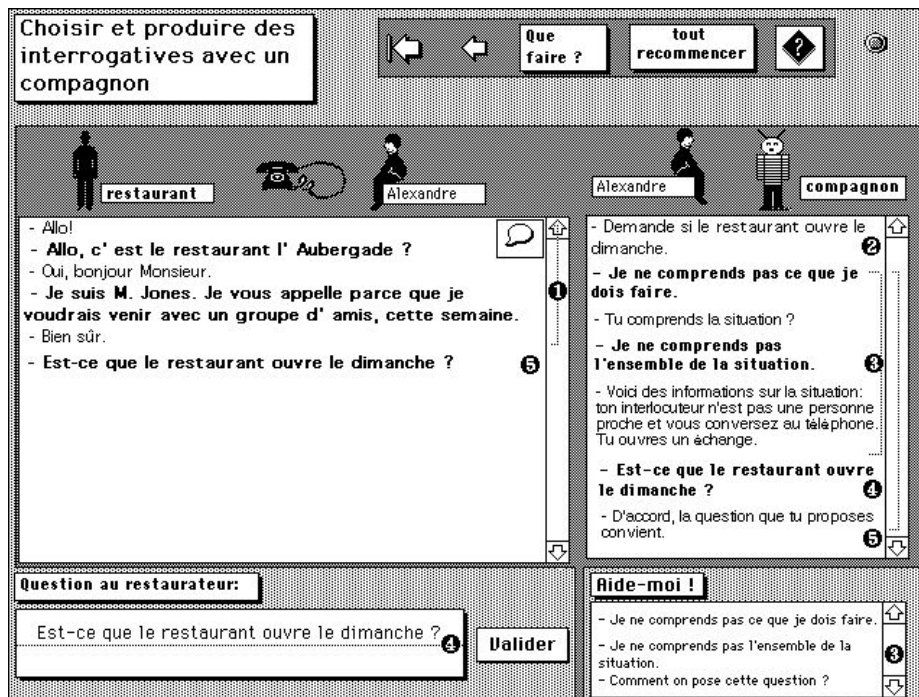 Choisir et produire des
interrogatives avec un
compagnon
Que
faire ?
tout
recommencer
?
restaurant
Alexandre
Alexandre
compagnon
- Allo!
- Allo, c' est le restaurant l' Aubergade ?
- Oui, bonjour Monsieur.
- Je suis M. Jones. Je vous appelle parce que je
voudrais venir avec un groupe d' amis, cette semaine.
❶
- Bien sûr.
- Est-ce que le restaurant ouvre le dimanche ? ❺
- Demande si le restaurant ouvre le
dimanche. ❷
- Je ne comprends pas ce que je
dois faire.
- Tu comprends la situation ?
- Je ne comprends pas
l'ensemble de la situation. ❸
- Voici des informations sur la situation:
ton interlocuteur n'est pas une personne
proche et vous conversez au téléphone.
Tu ouvres un échange.
- Est-ce que le restaurant ouvre
le dimanche ? ❹
- D'accord, la question que tu proposes
convient. ❺
Question au restaurateur:
Est-ce que le restaurant ouvre le dimanche ? ❹
Valider
Aide-moi !
- Je ne comprends pas ce que je dois faire.
- Je ne comprends pas l'ensemble de la
situation. ❸
- Comment on pose cette question ?